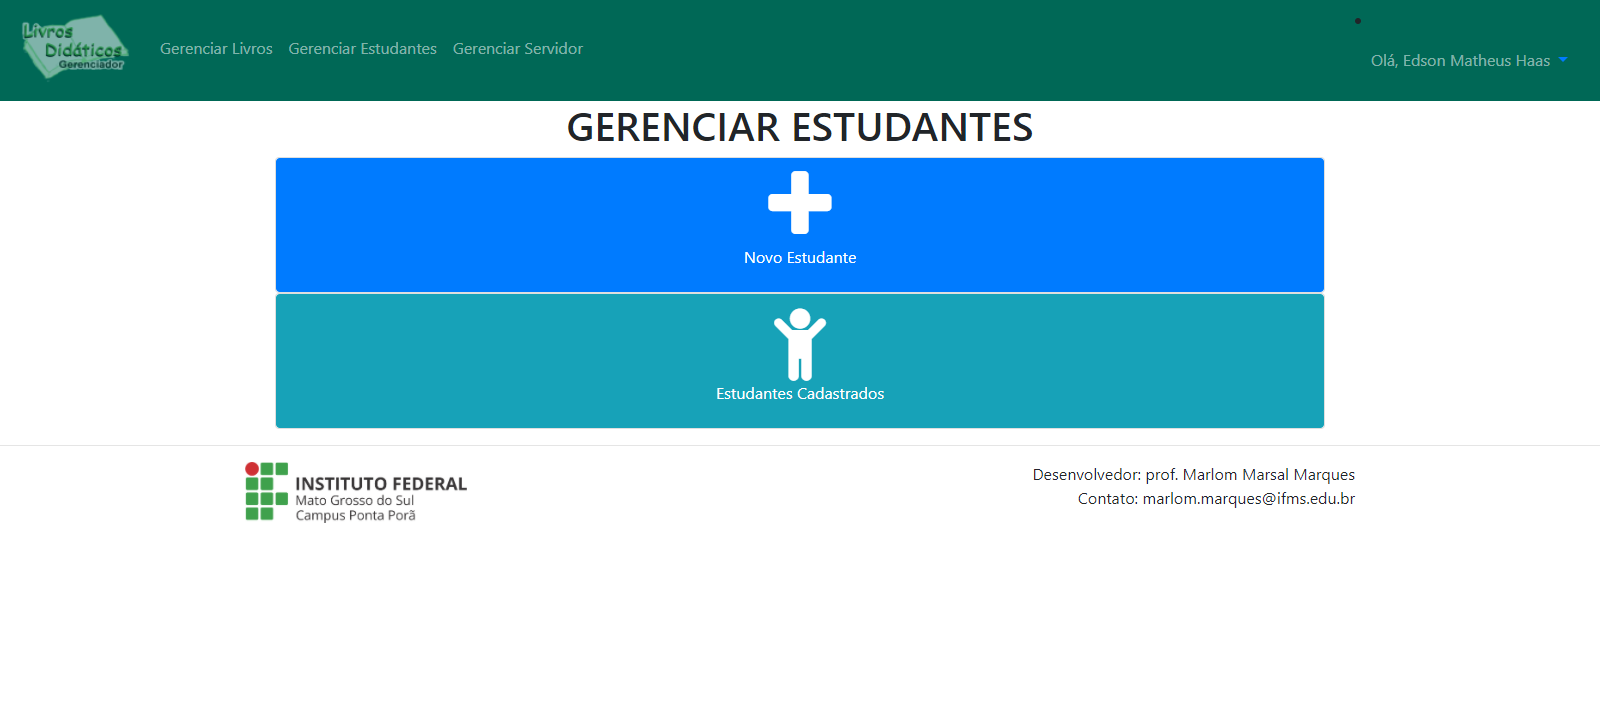 Livros
Didáticos
Gerenciador
Gerenciar Livros
Gerenciar Estudantes
Gerenciar Servidor
Olá, Edson Matheus Haas
GERENCIAR ESTUDANTES
Novo Estudante
Estudantes Cadastrados
INSTITUTO FEDERAL
Mato Grosso do Sul
Campus Ponta Porã
Desenvolvedor: prof. Marlom Marsal Marques
Contato: marlom.marques@ifms.edu.br